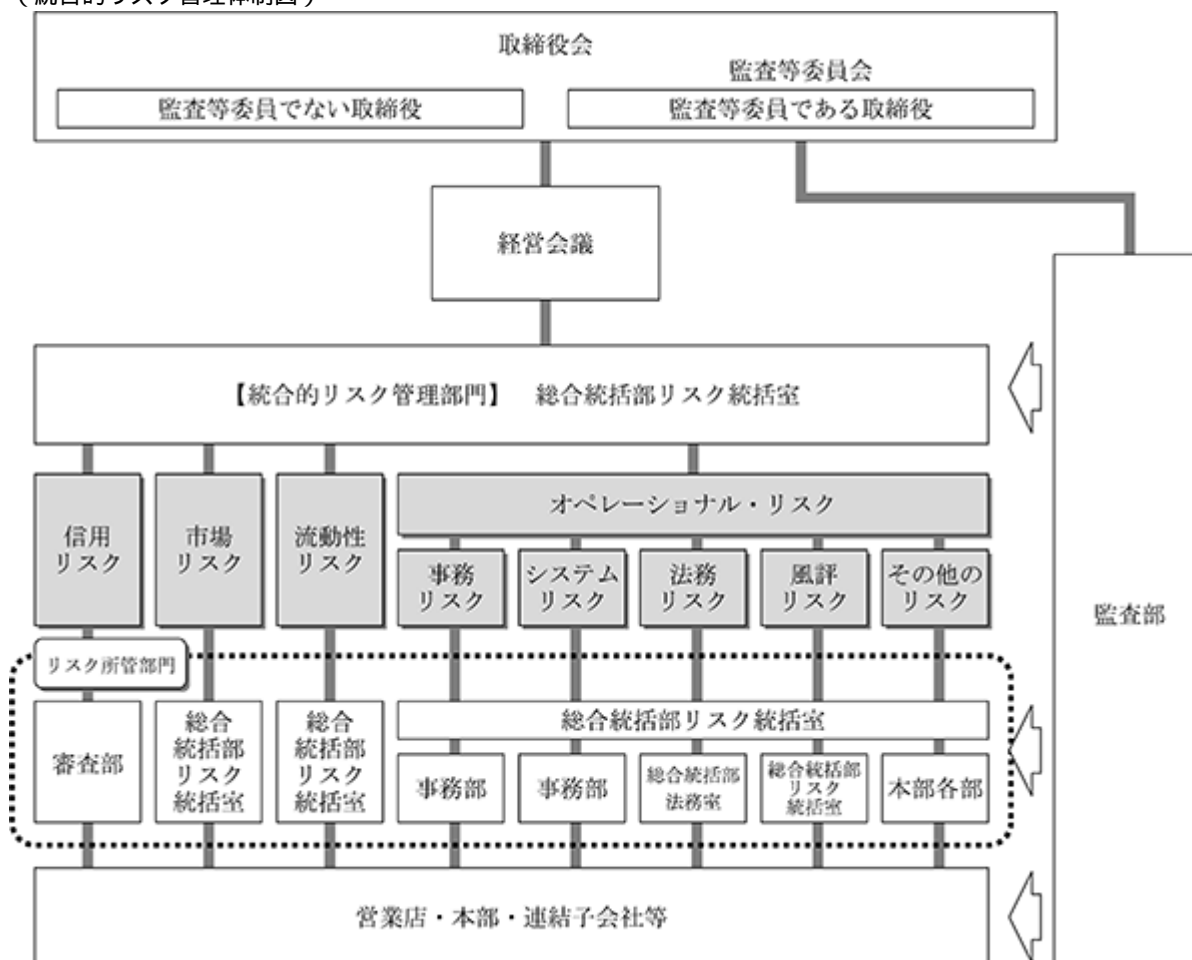 (統合的リスク管理体制図)
取締役会
監査等委員会
監査等委員でない取締役
監査等委員である取締役
経営会議
【統合的リスク管理部門】 総合統括部リスク統括室
信用
リスク
市場
リスク
流動性
リスク
オペレーショナル・リスク
事務
リスク
システム
リスク
法務
リスク
風評
リスク
その他の
リスク
監査部
リスク所管部門
審査部
総合
統括部
リスク
統括室
総合
統括部
リスク
統括室
総合統括部リスク統括室
事務部
事務部
総合統括部
法務室
総合統括部
リスク
統括室
本部各部
営業店・本部・連結子会社等